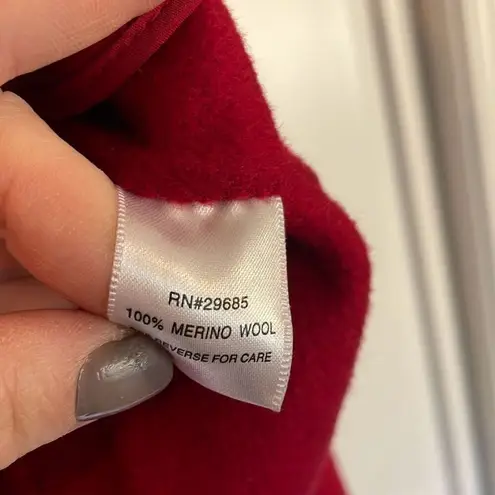 RN#29685
100% MERINO WOOL
REVERSE FOR CARE